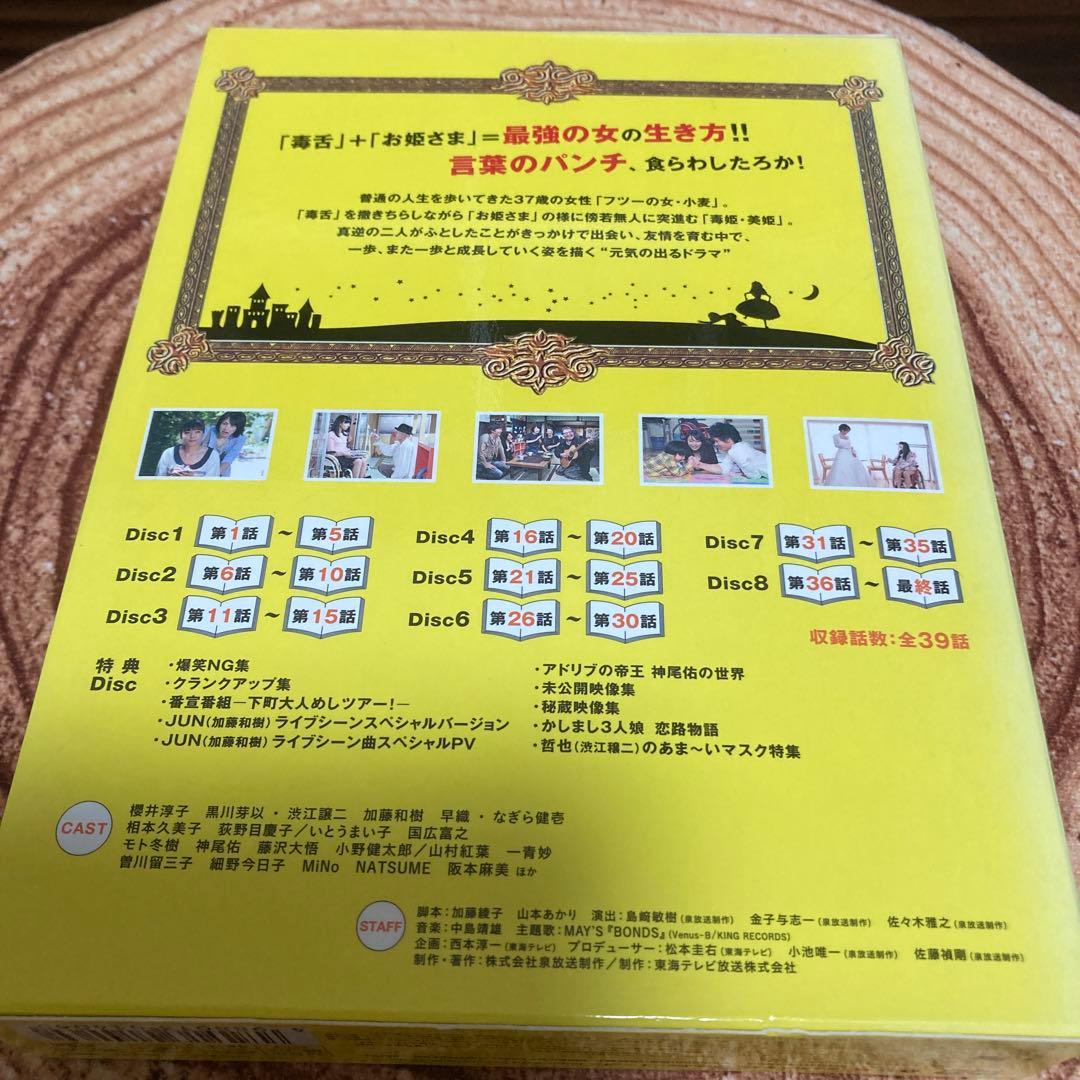 「毒舌」+「お姫さま」=最強の女の生き方!!
言葉のパンチ、食らわしたろか!
普通の人生を歩いてきた37歳の女性「フツーの女・小麦」。
「毒舌」を撒きちらしながら「お姫さま」の様に傍若無人に突進む「毒姫・美姫」。
真逆の二人がふとしたことがきっかけで出会い、友情を育む中で、
一歩、また一歩と成長していく姿を描く"元気の出るドラマ"
Disc1 第1話 ~ 第5話
Disc2 第6話 ~ 第10話
Disc3 第11話 ~ 第15話
Disc4 第16話 ~ 第20話
Disc5 第21話 ~ 第25話
Disc6 第26話 ~ 第30話
Disc7 第31話 ~ 第35話
Disc8 第36話 ~ 最終話
収録話数:全39話
特典 Disc
・爆笑NG集
・クランクアップ集
・番宣番組―下町大人めしツアー!―
・JUN(加藤和樹)ライブシーンスペシャルバージョン
・JUN(加藤和樹)ライブシーン曲スペシャルPV
・アドリブの帝王 神尾佑の世界
・未公開映像集
・秘蔵映像集
・かしまし3人娘 恋路物語
・哲也(渋江穣二)のあま~いマスク特集
CAST
櫻井淳子 黒川芽以・渋江譲二 加藤和樹 早織・なぎら健壱
相本久美子 荻野目慶子/いとうまい子 国広富之
モト冬樹 神尾佑 藤沢大悟 小野健太郎/山村紅葉 一青妙
曽川留三子 細野今日子 MiNo NATSUME 阪本麻美 ほか
STAFF
脚本:加藤綾子 山本あかり 演出:島﨑敏樹(泉放送制作) 金子与志一(泉放送制作) 佐々木雅之(泉放送制作)
音楽:中島靖雄 主題歌:MAY'S『BONDS』(Venus-B/KING RECORDS)
企画:西本淳一(東海テレビ) プロデューサー:松本圭右(東海テレビ) 小池唯一(泉放送制作) 佐藤禎剛(泉放送制作)
制作・著作:株式会社泉放送制作/制作:東海テレビ放送株式会社